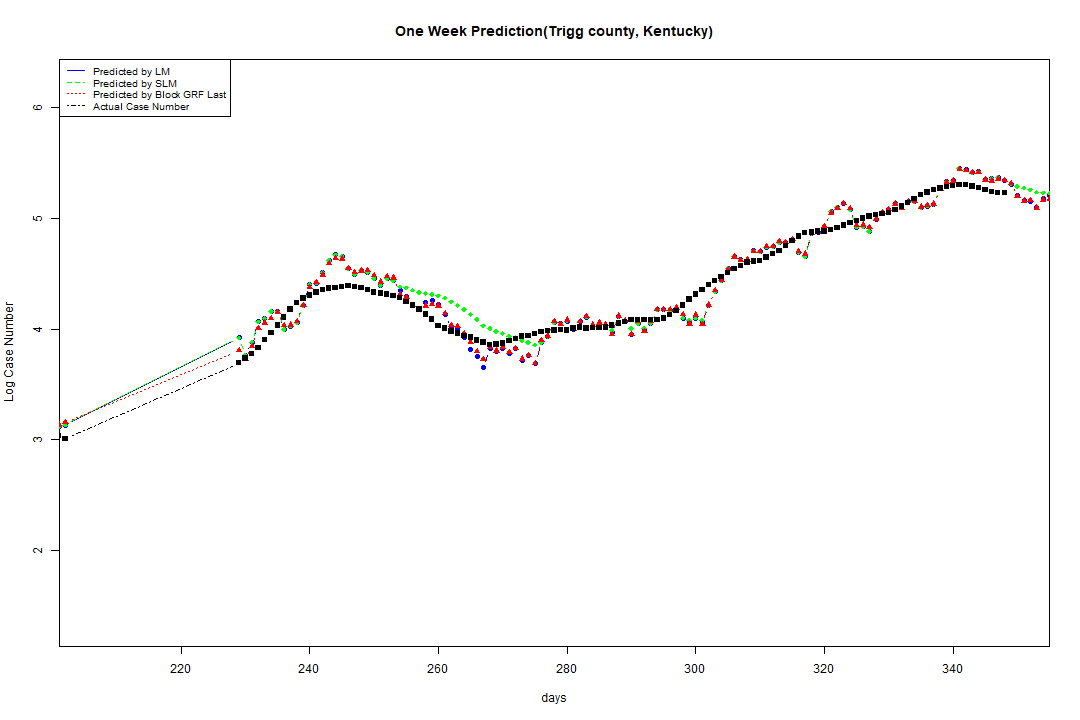 One Week Prediction(Trigg county, Kentucky)
Predicted by LM
Predicted by SLM
Predicted by Block GRF Last
Actual Case Number
6
5
4
3
2
Log Case Number
220 240 260 280 300 320 340
days